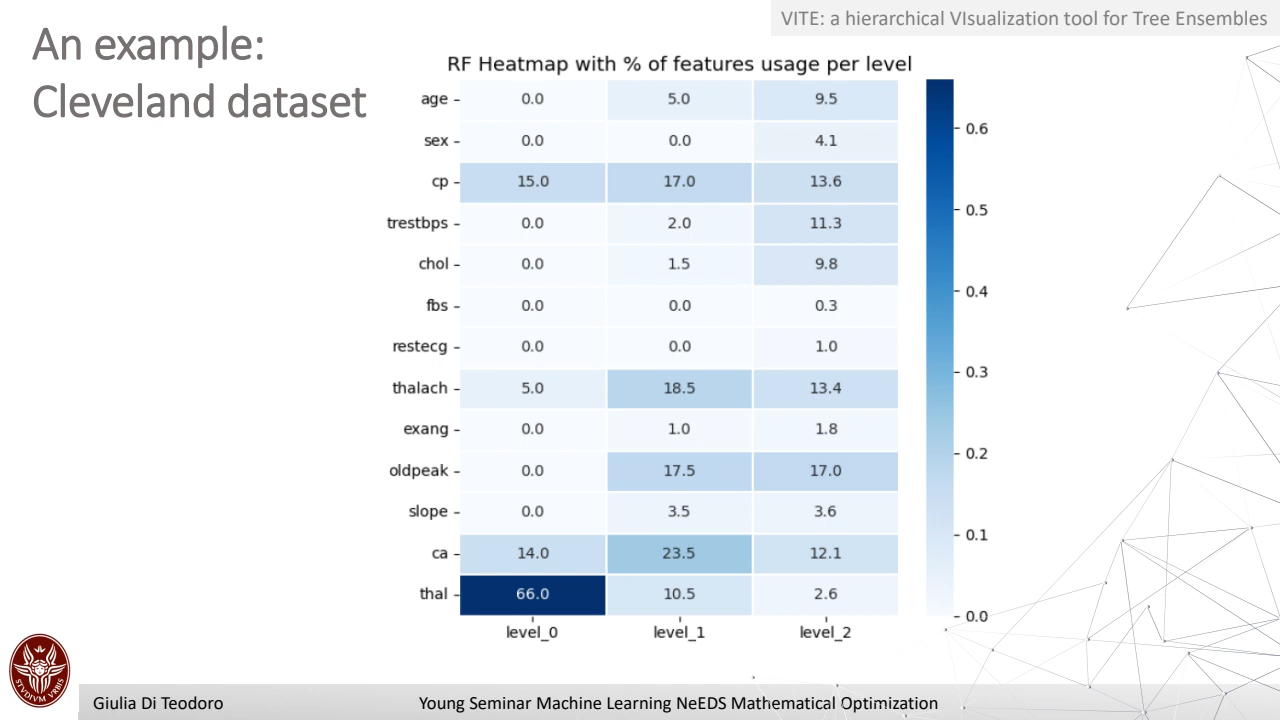 VITE: a hierarchical VIsualization tool for Tree Ensembles
An example:
Cleveland dataset
RF Heatmap with % of features usage per level
age 0.0 5.0 9.5
sex 0.0 0.0 4.1
cp 15.0 17.0 13.6
trestbps 0.0 2.0 11.3
chol 0.0 1.5 9.8
fbs 0.0 0.0 0.3
restecg 0.0 0.0 1.0
thalach 5.0 18.5 13.4
exang 0.0 1.0 1.8
oldpeak 0.0 17.5 17.0
slope 0.0 3.5 3.6
ca 14.0 23.5 12.1
thal 66.0 10.5 2.6
level_0 level_1 level_2
0.6
0.5
0.4
0.3
0.2
0.1
0.0
STVDIVM VRBIS
Giulia Di Teodoro
Young Seminar Machine Learning NeEDS Mathematical Optimization